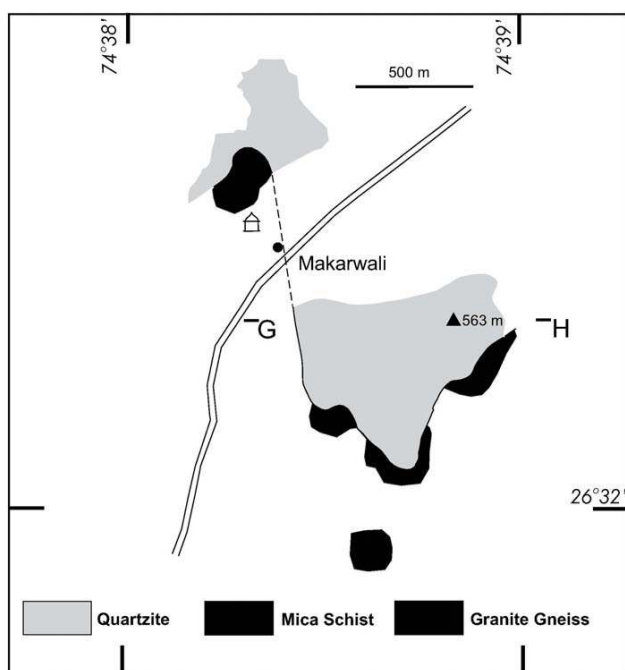 74°38'
74°39'
500 m
Makarwali
G
563 m
H
26°32'
Quartzite
Mica Schist
Granite Gneiss